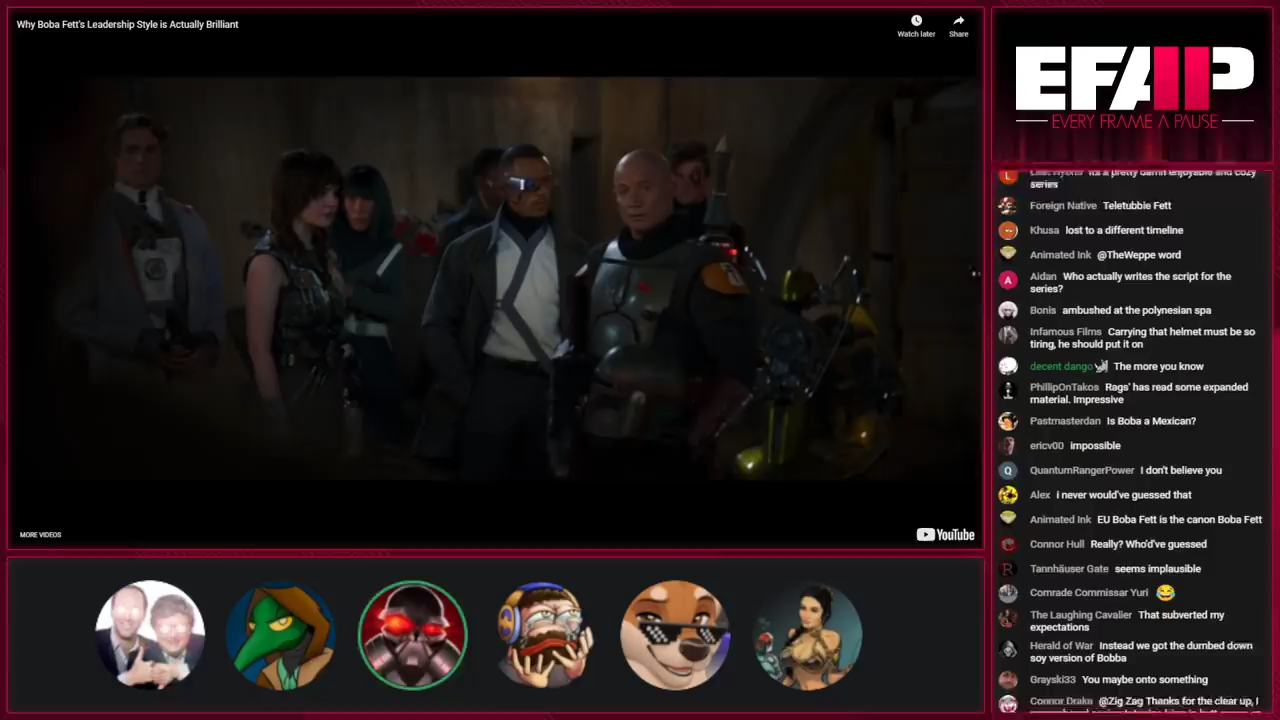 Why Boba Fett's Leadership Style is Actually Brilliant
Watch later
Share
MORE VIDEOS
YouTube
EFAP
EVERY FRAME A PAUSE
series
Foreign Native Teletubbie Fett
Khusa lost to a different timeline
Animated Ink @TheWeppe word
Aidan Who actually writes the script for the
series?
Bonis ambushed at the polynesian spa
Infamous Films Carrying that helmet must be so
tiring, he should put it on
decent dango The more you know
PhillipOnTakos Rags' has read some expanded
material. Impressive
Pastmasterdan Is Boba a Mexican?
ericv00 impossible
QuantumRangerPower I don't believe you
Alex i never would've guessed that
Animated Ink EU Boba Fett is the canon Boba Fett
Connor Hull Really? Who'd've guessed
Tannhäuser Gate seems implausible
Comrade Commissar Yuri 😂
The Laughing Cavalier That subverted my
expectations
Herald of War Instead we got the dumbed down
soy version of Bobba
Grayski33 You maybe onto something
Connor Drake @Zig Zag Thanks for the clear up, I